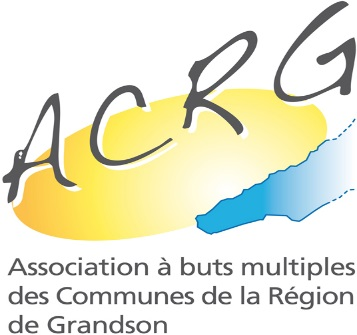 ACRG
Association à buts multiples
des Communes de la Région
de Grandson